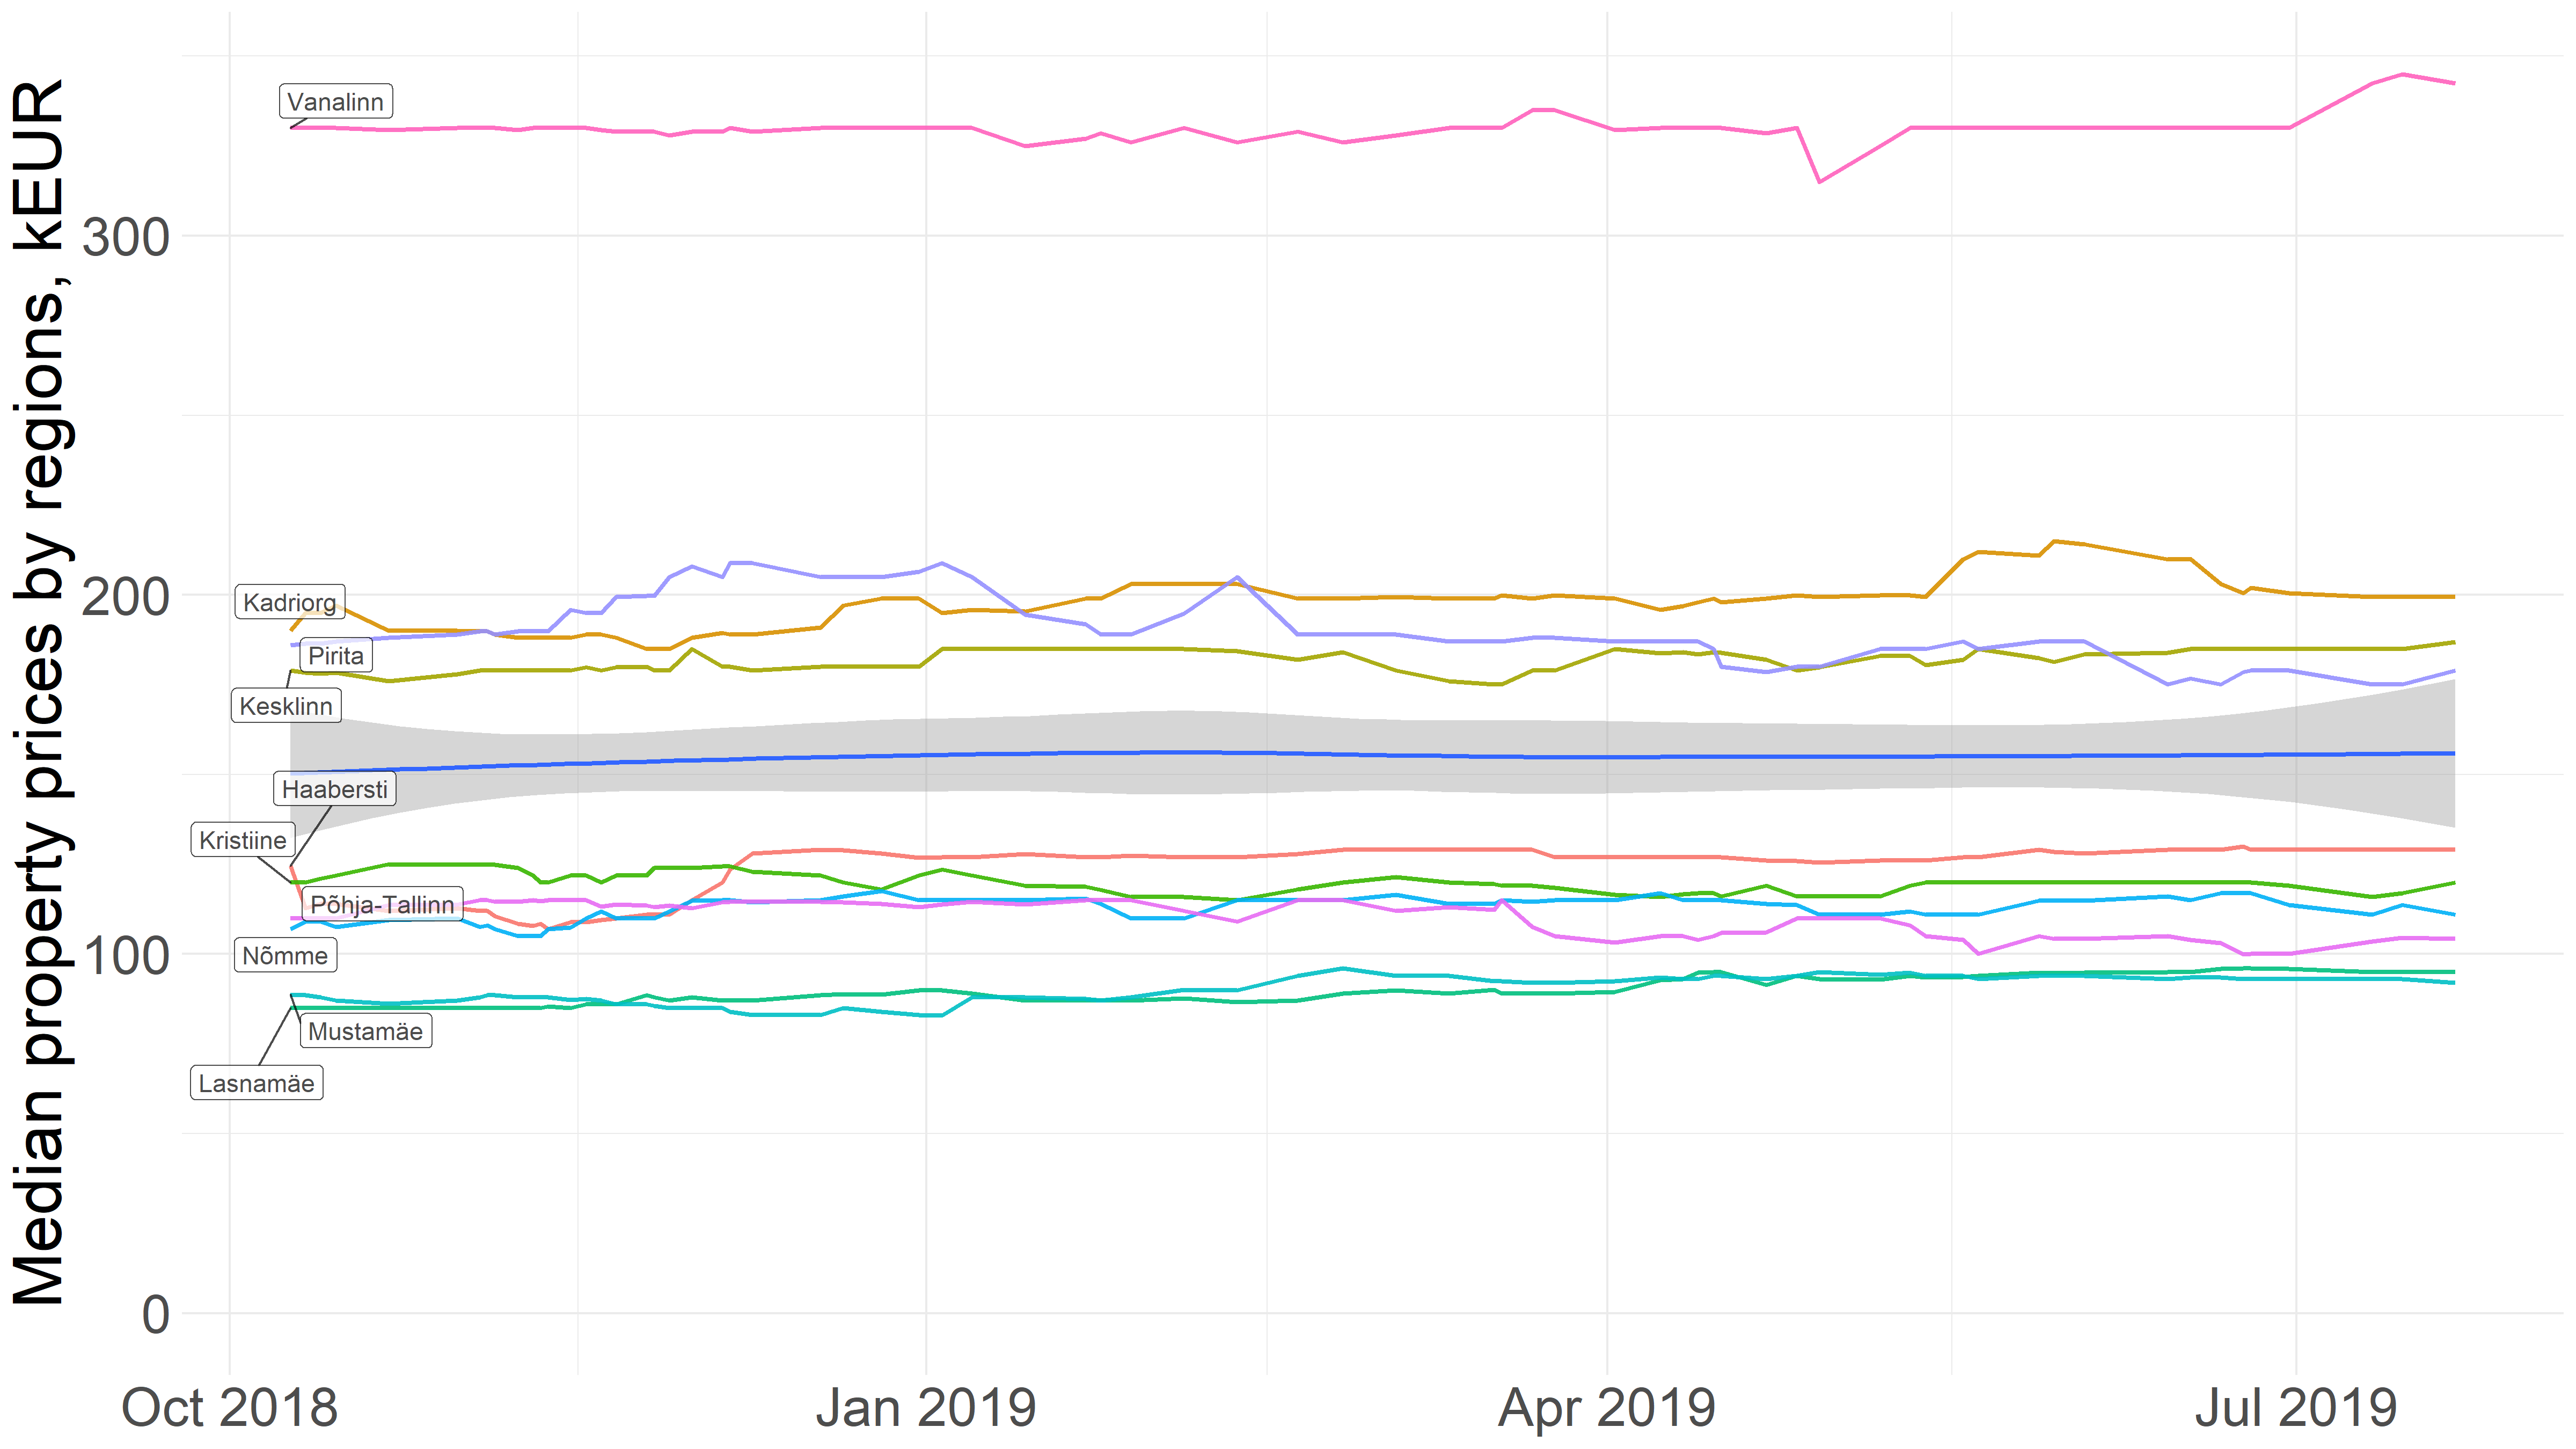 Median property prices by regions, kEUR
300
200
100
0
Vanalinn
Kadriorg
Pirita
Kesklinn
Haabersti
Kristiine
Põhja-Tallinn
Nõmme
Mustamäe
Lasnamäe
Oct 2018
Jan 2019
Apr 2019
Jul 2019